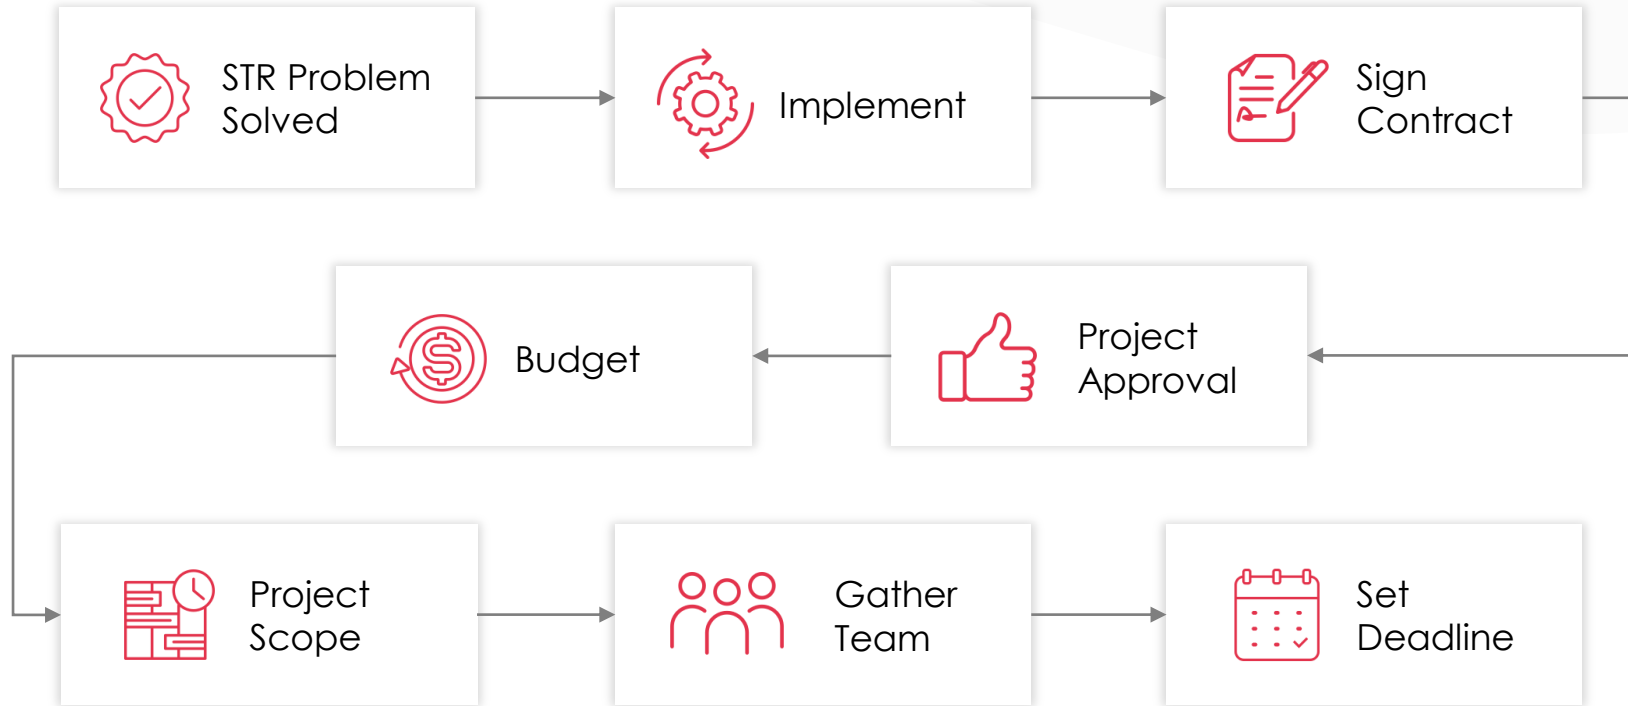 STR Problem
Solved
Implement
Sign
Contract
Budget
Project
Approval
Project
Scope
Gather
Team
Set
Deadline